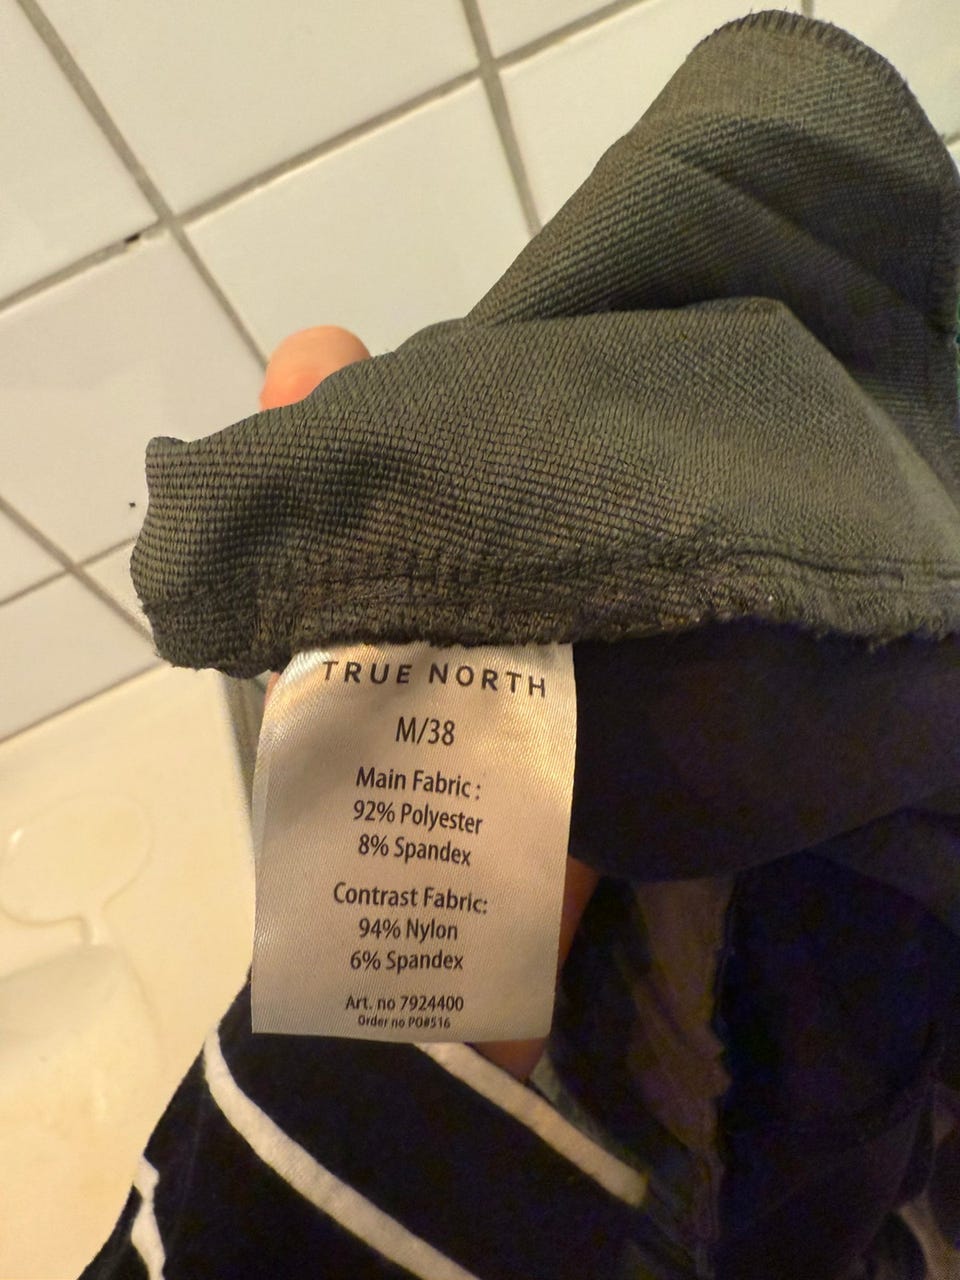 TRUE NORTH
M/38
Main Fabric :
92% Polyester
8% Spandex
Contrast Fabric:
94% Nylon
6% Spandex
Art. no 7924400
Order no PO#516